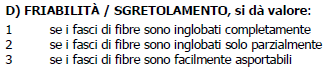 D) FRIABILITÀ / SGRETOLAMENTO, si dà valore:
1 se i fasci di fibre sono inglobati completamente
2 se i fasci di fibre sono inglobati solo parzialmente
3 se i fasci di fibre sono facilmente asportabili